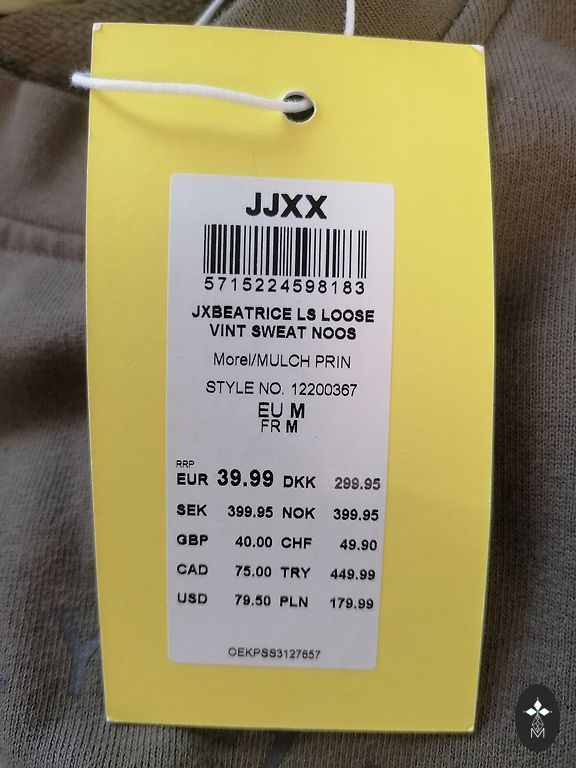 JJXX
5715224598183
JXBEATRICE LS LOOSE
VINT SWEAT NOOS
Morel/MULCH PRIN
STYLE NO. 12200367
EU M
FR M
RRP
EUR 39.99 DKK 299.95
SEK 399.95 NOK 399.95
GBP 40.00 CHF 49.90
CAD 75.00 TRY 449.99
USD 79.50 PLN 179.99
OEKPSS3127657
Y
M